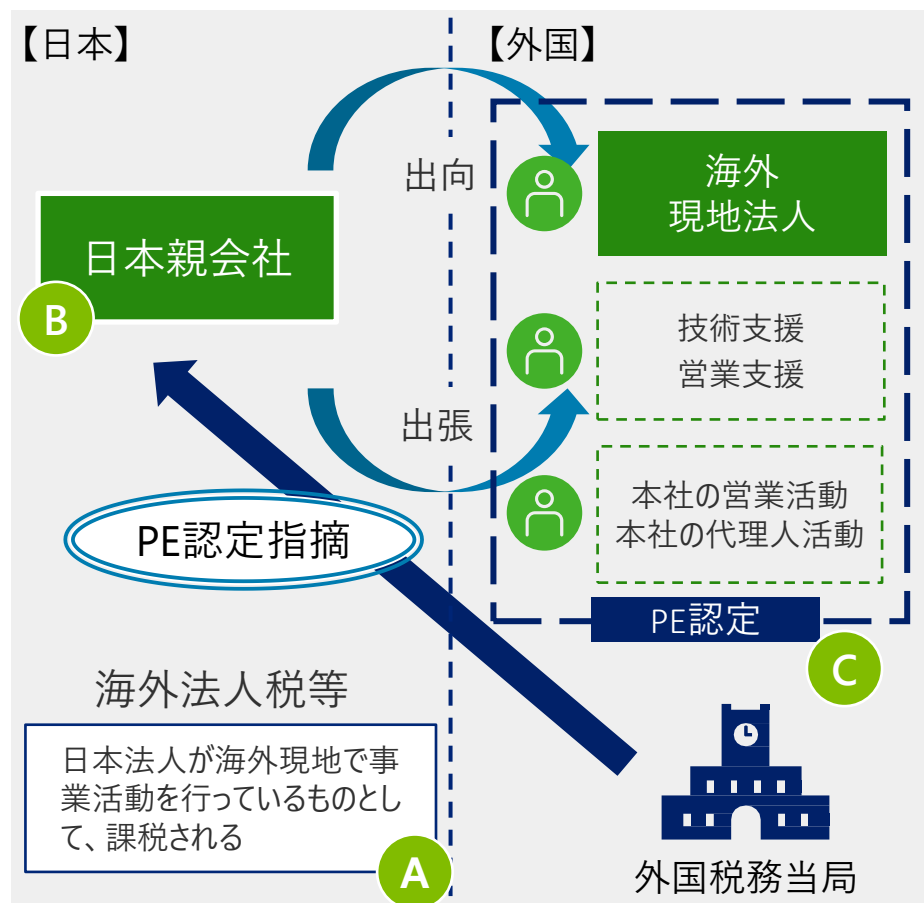 【日本】
【外国】
出向
海外
現地法人
日本親会社
B
技術支援
営業支援
出張
本社の営業活動
本社の代理人活動
PE認定指摘
PE認定
C
海外法人税等
日本法人が海外現地で事
業活動を行っているものとし
て、課税される
A
外国税務当局